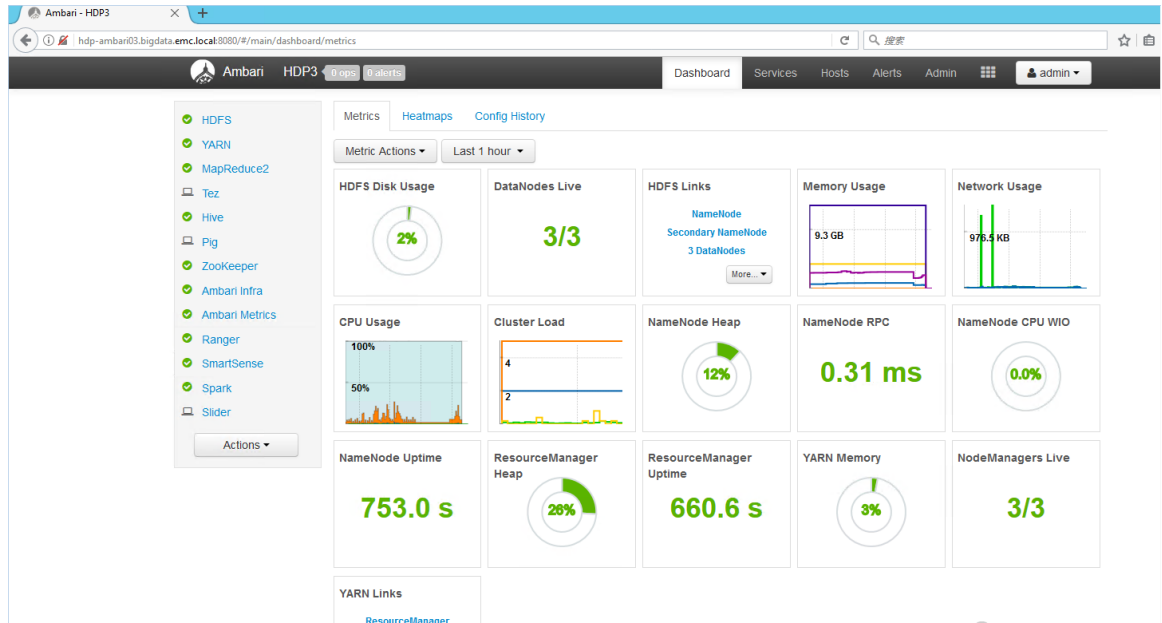 Ambari - HDP3
hdp-ambari03.bigdata.emc.local:8080/#/main/dashboard/metrics
搜索
Ambari HDP3 0 ops 0 alerts
Dashboard Services Hosts Alerts Admin admin
HDFS
YARN
MapReduce2
Tez
Hive
Pig
ZooKeeper
Ambari Infra
Ambari Metrics
Ranger
SmartSense
Spark
Slider
Actions
Metrics Heatmaps Config History
Metric Actions Last 1 hour
HDFS Disk Usage
2%
DataNodes Live
3/3
HDFS Links
NameNode
Secondary NameNode
3 DataNodes
More...
Memory Usage
9.3 GB
Network Usage
976.5 KB
CPU Usage
100%
50%
Cluster Load
4
2
NameNode Heap
12%
NameNode RPC
0.31 ms
NameNode CPU WIO
0.0%
NameNode Uptime
753.0 s
ResourceManager
Heap
26%
ResourceManager
Uptime
660.6 s
YARN Memory
3%
NodeManagers Live
3/3
YARN Links
ResourceManager